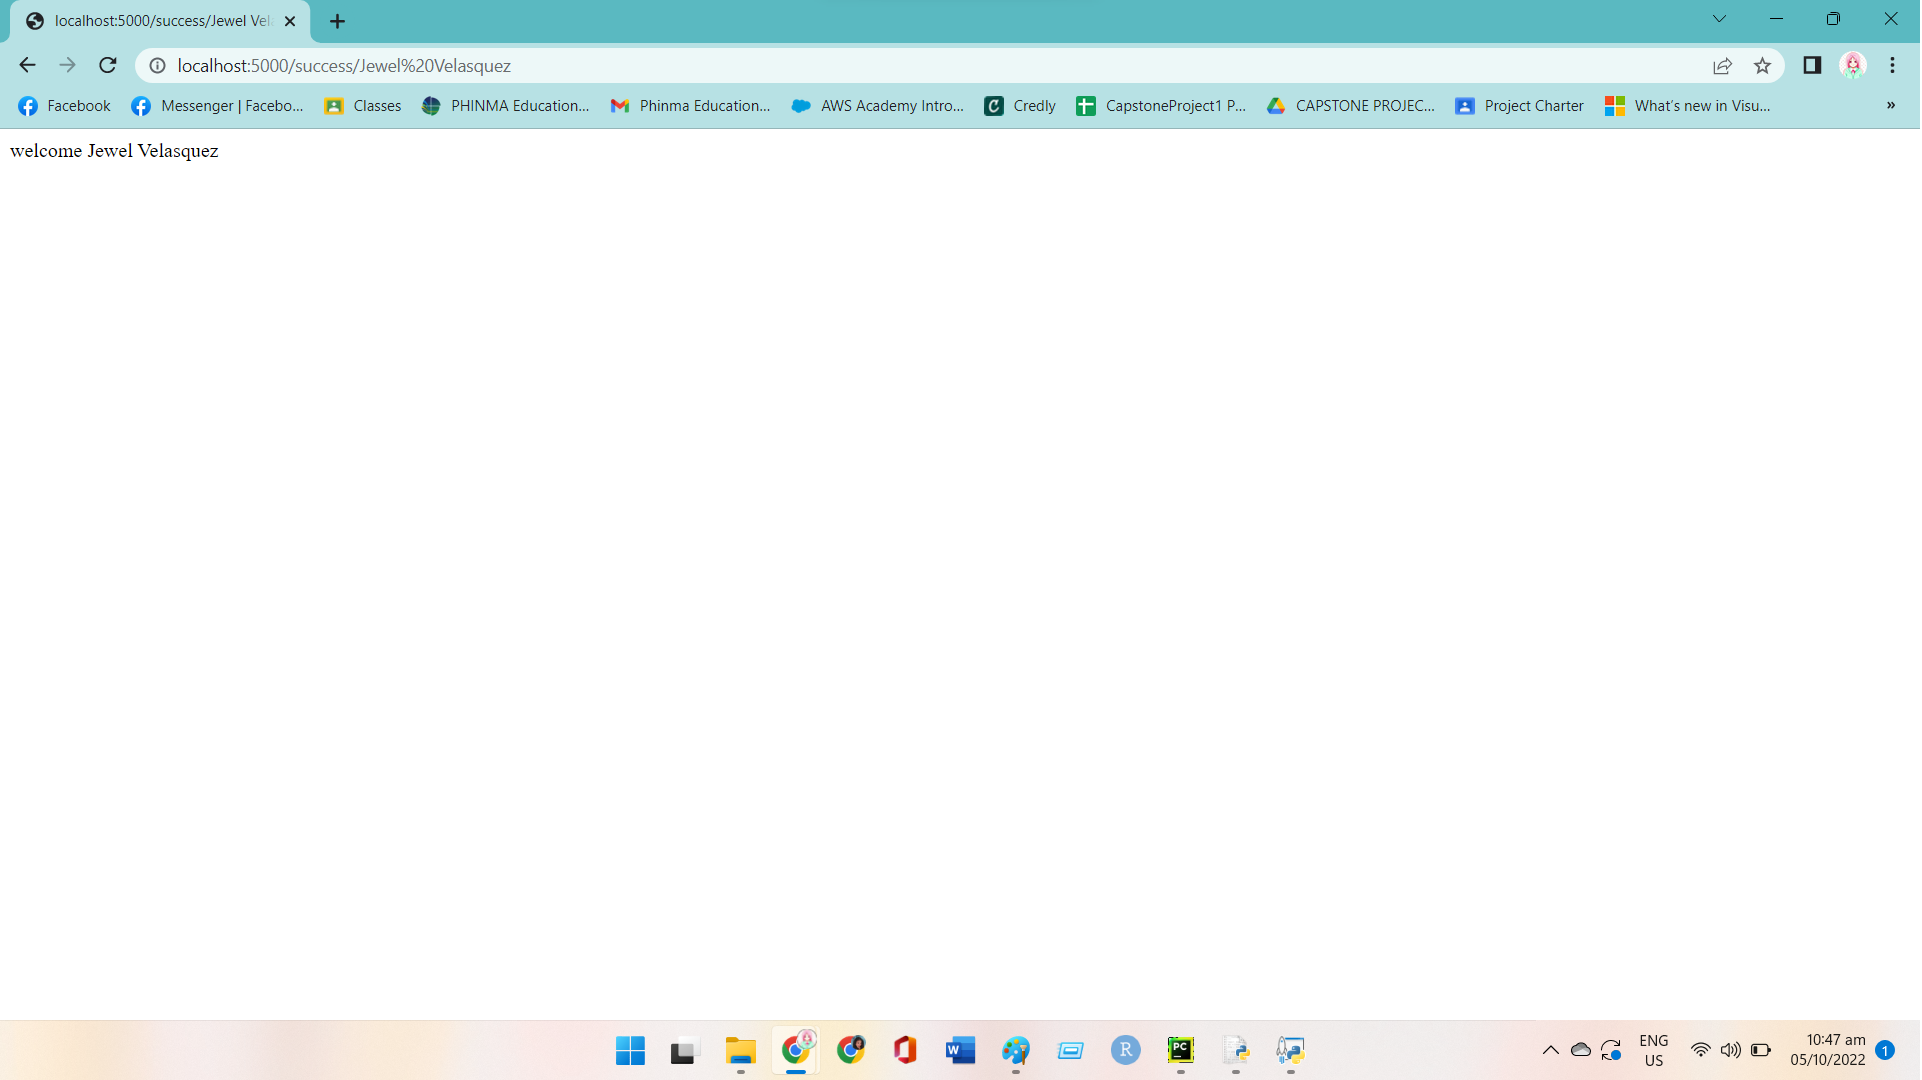 localhost:5000/success/Jewel Vel
localhost:5000/success/Jewel%20Velasquez
Facebook Messenger | Facebo... Classes PHINMA Education... Phinma Education... AWS Academy Intro... Credly CapstoneProject1 P... CAPSTONE PROJEC... Project Charter What's new in Visu... »
welcome Jewel Velasquez
W R PC
ENG
US
10:47 am
05/10/2022
1